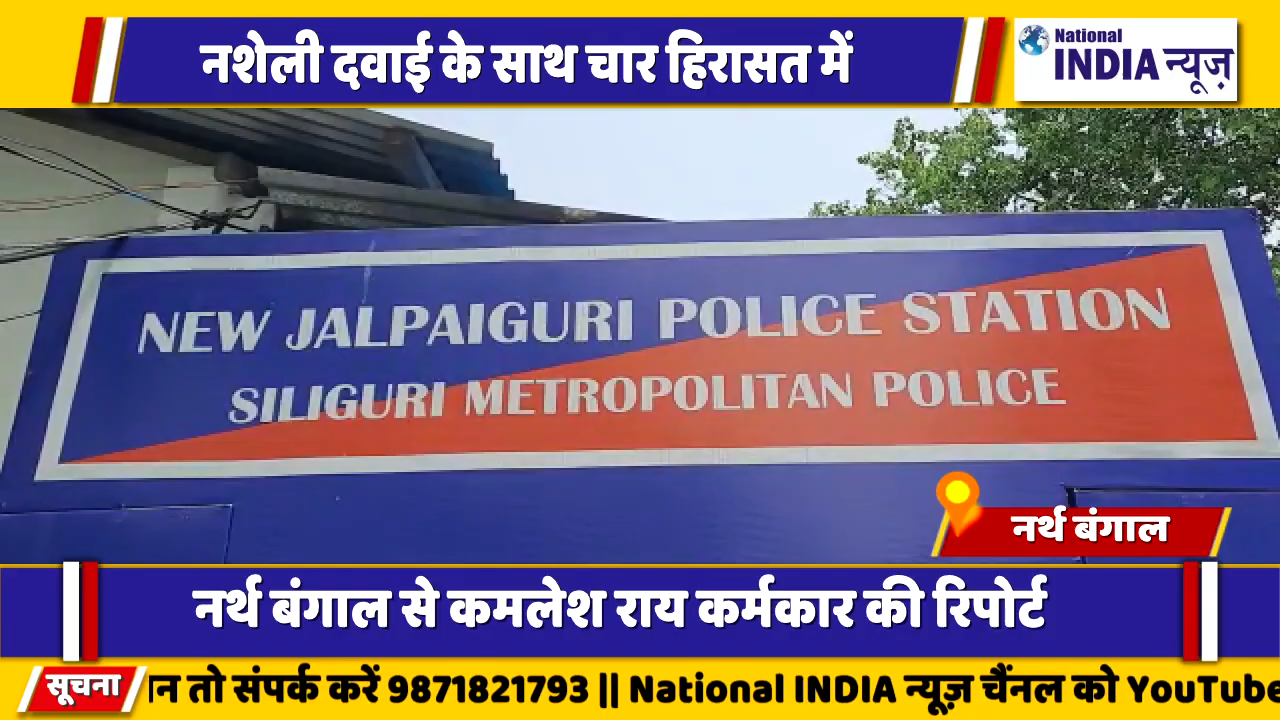 नशेली दवाई के साथ चार हिरासत में
National
INDIA न्यूज़
NEW JALPAIGURI POLICE STATION
SILIGURI METROPOLITAN POLICE
नर्थ बंगाल
नर्थ बंगाल से कमलेश राय कर्मकार की रिपोर्ट
सूचना
न तो संपर्क करें 9871821793 || National INDIA न्यूज़ चैंनल को YouTube